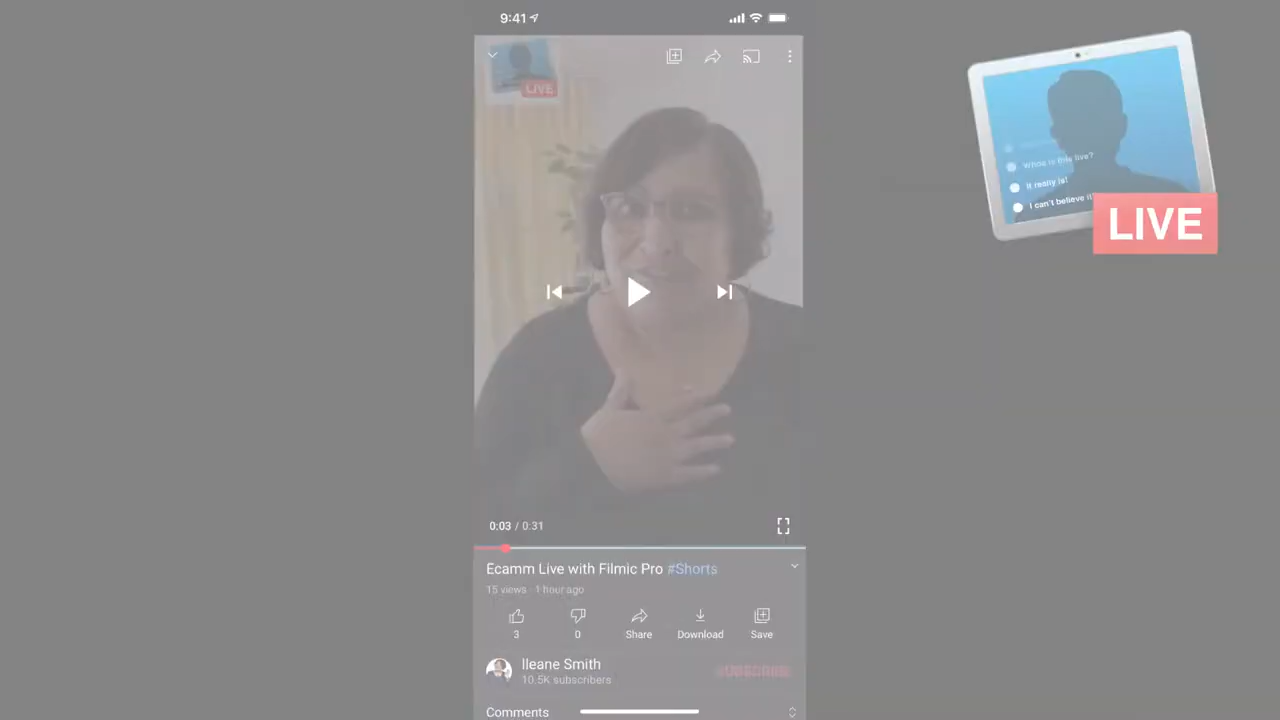 9:41
LIVE
whoe is this live?
It really is!
I can't believe it!
LIVE
0:03 / 0:31
Ecamm Live with Filmic Pro #Shorts
15 views · 1 hour ago
3
0
Share
Download
Save
Ileane Smith
SUBSCRIBE
10.5K subscribers
Comments